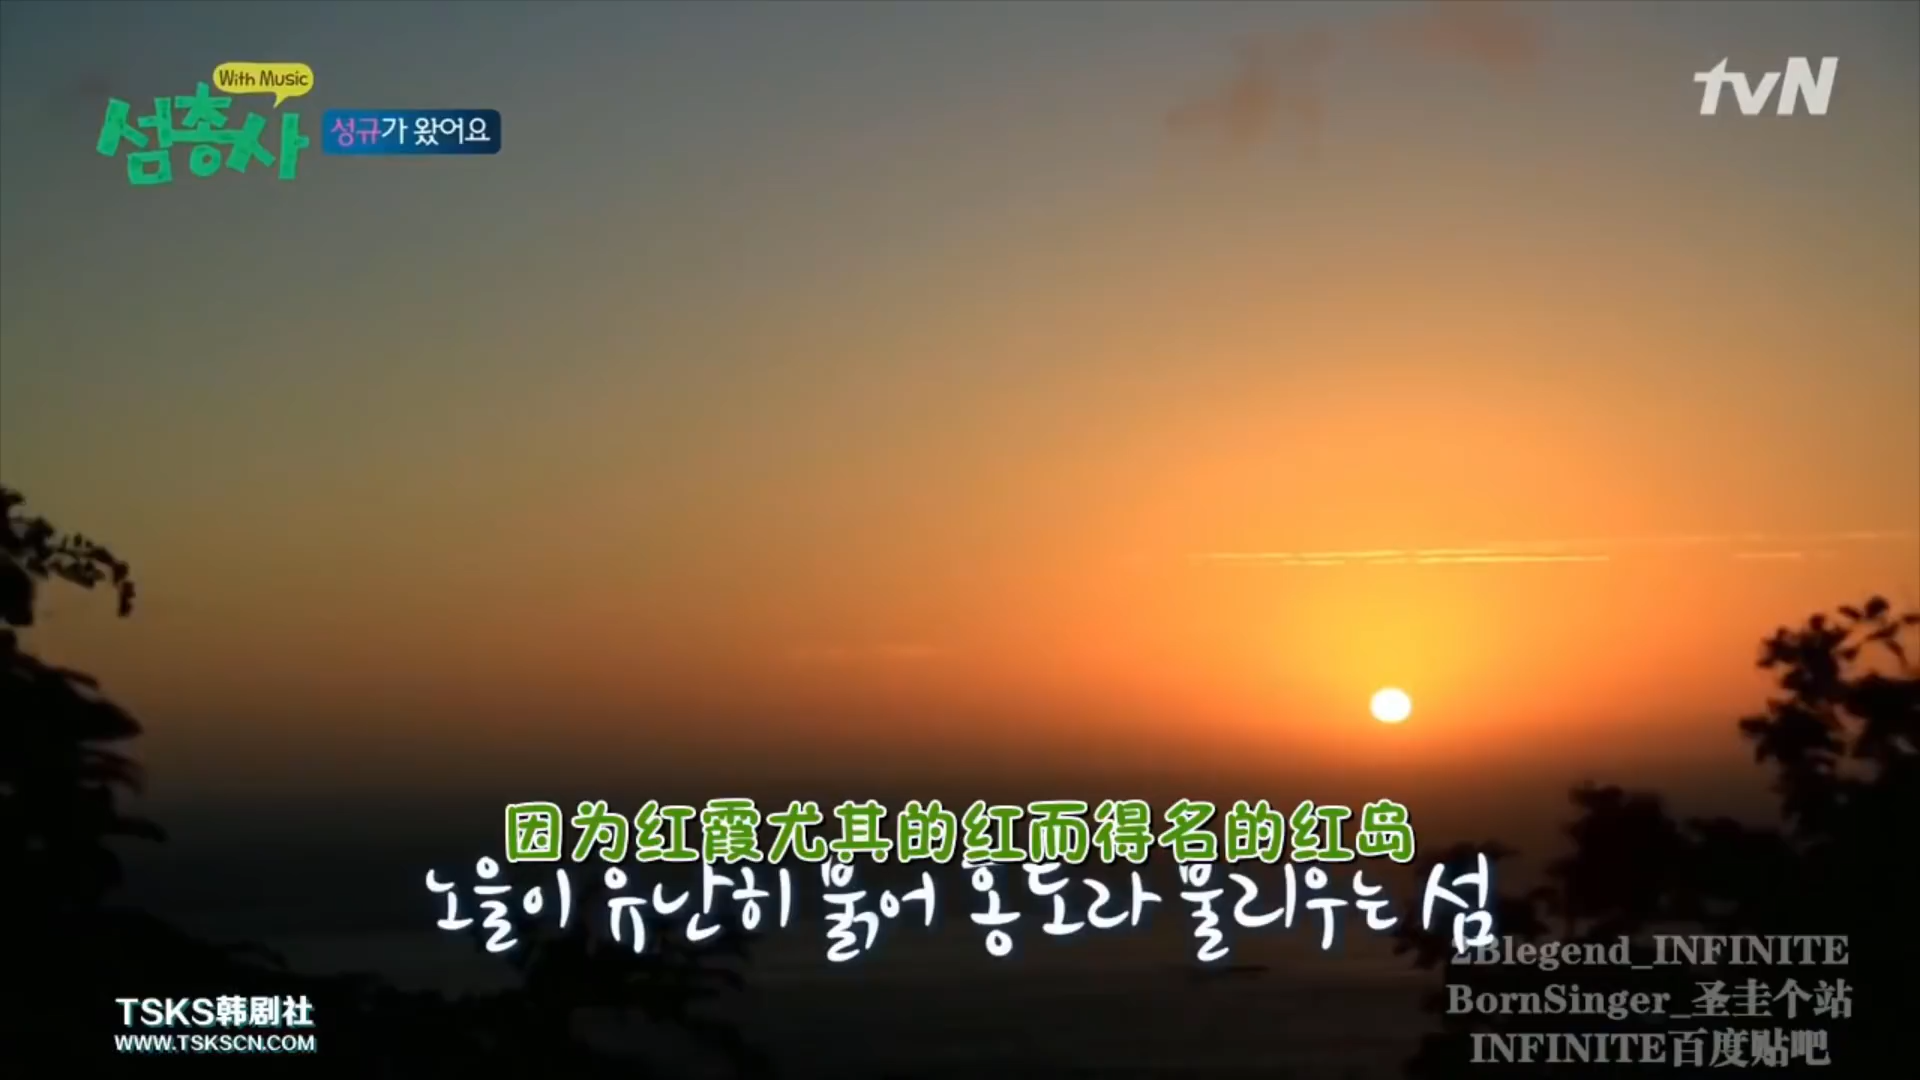 With Music
섬총사
성규가 왔어요
tvN
因为红霞尤其的红而得名的红岛
노을이 유난히 붉어 홍도라 불리우는 섬
2Blegend_INFINITE
BornSinger_圣圭个站
INFINITE百度贴吧
TSKS韩剧社
WWW.TSKSCN.COM